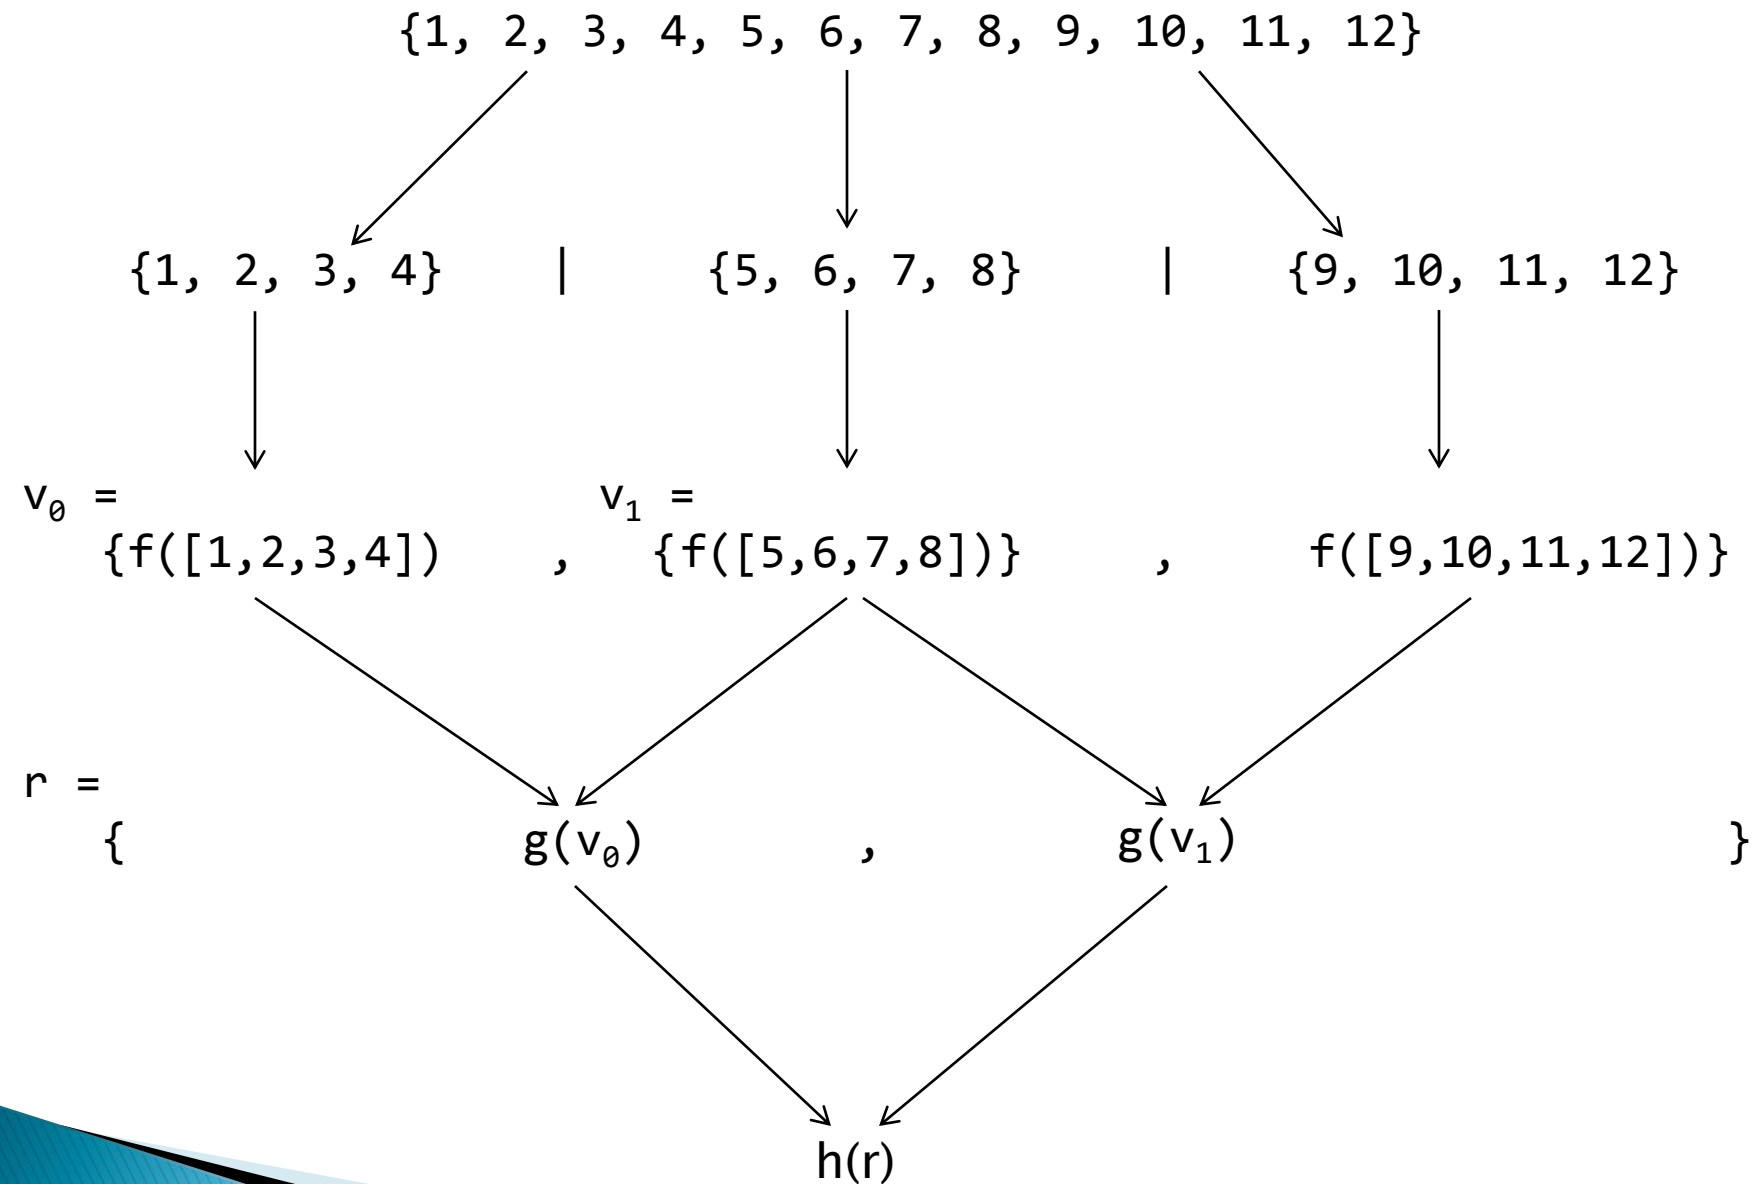 {1, 2, 3, 4, 5, 6, 7, 8, 9, 10, 11, 12}
{1, 2, 3, 4} | {5, 6, 7, 8} | {9, 10, 11, 12}
v₀ = v₁ =
{f([1,2,3,4]) , {f([5,6,7,8])} , f([9,10,11,12])}
r =
{ g(v₀) , g(v₁) }
h(r)